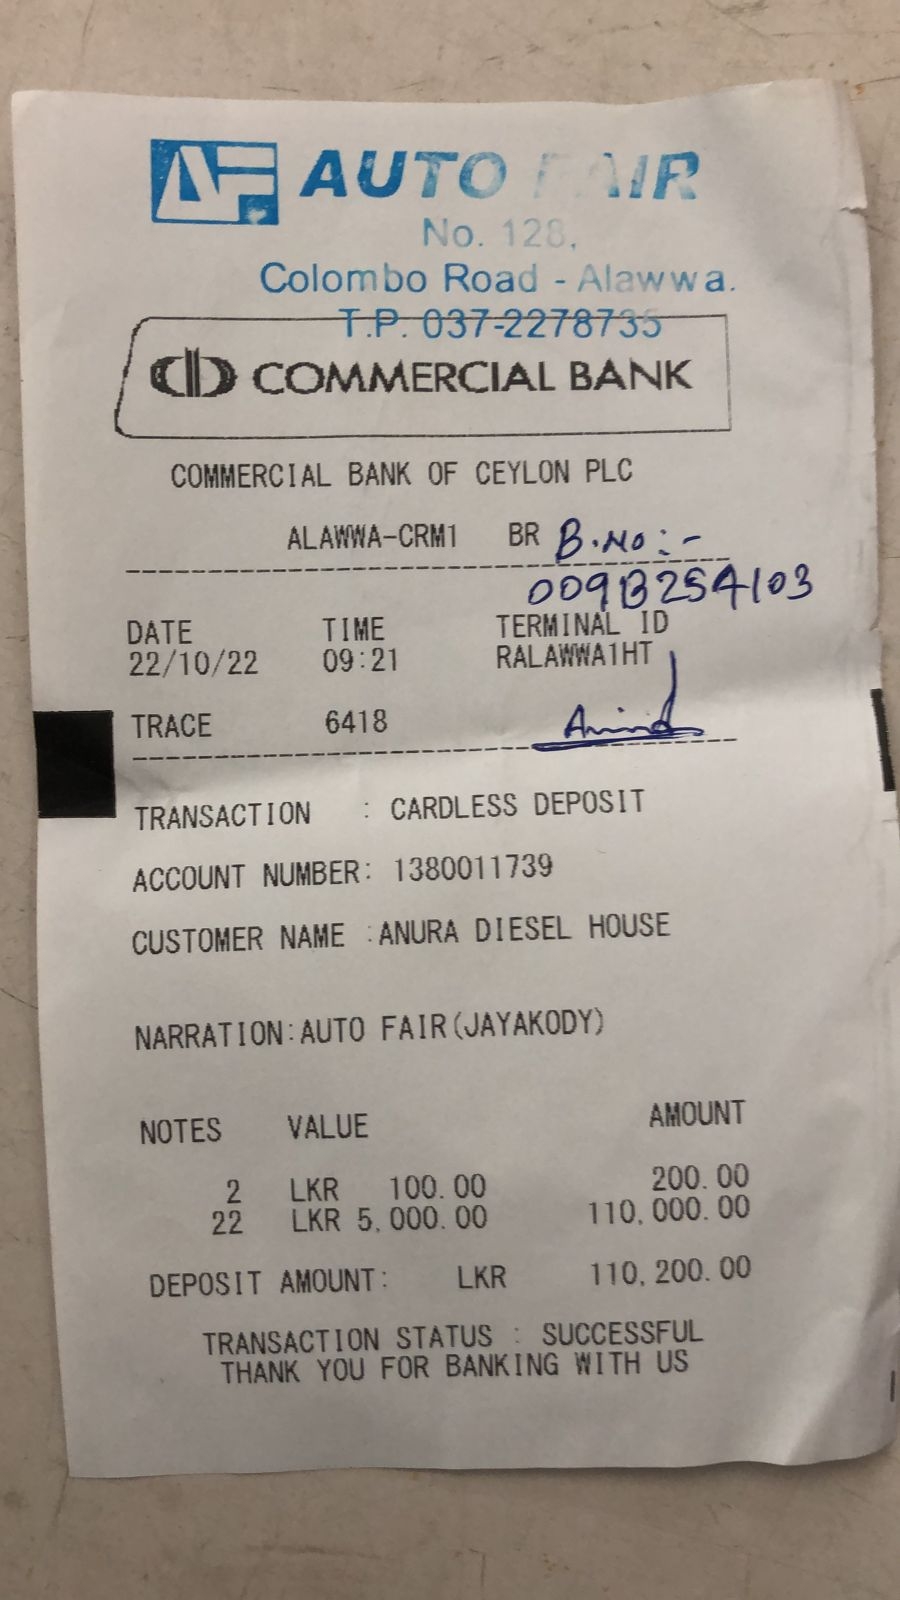 AF AUTO FAIR
No. 128,
Colombo Road - Alawwa.
T.P. 037-2278735
COMMERCIAL BANK
COMMERCIAL BANK OF CEYLON PLC
ALAWWA-CRM1 BR B.No:-
009B254103
DATE TIME TERMINAL ID
22/10/22 09:21 RALAWWA1HT
TRACE 6418
TRANSACTION : CARDLESS DEPOSIT
ACCOUNT NUMBER: 1380011739
CUSTOMER NAME :ANURA DIESEL HOUSE
NARRATION:AUTO FAIR(JAYAKODY)
NOTES VALUE AMOUNT
2 LKR 100.00 200.00
22 LKR 5,000.00 110,000.00
DEPOSIT AMOUNT: LKR 110,200.00
TRANSACTION STATUS : SUCCESSFUL
THANK YOU FOR BANKING WITH US